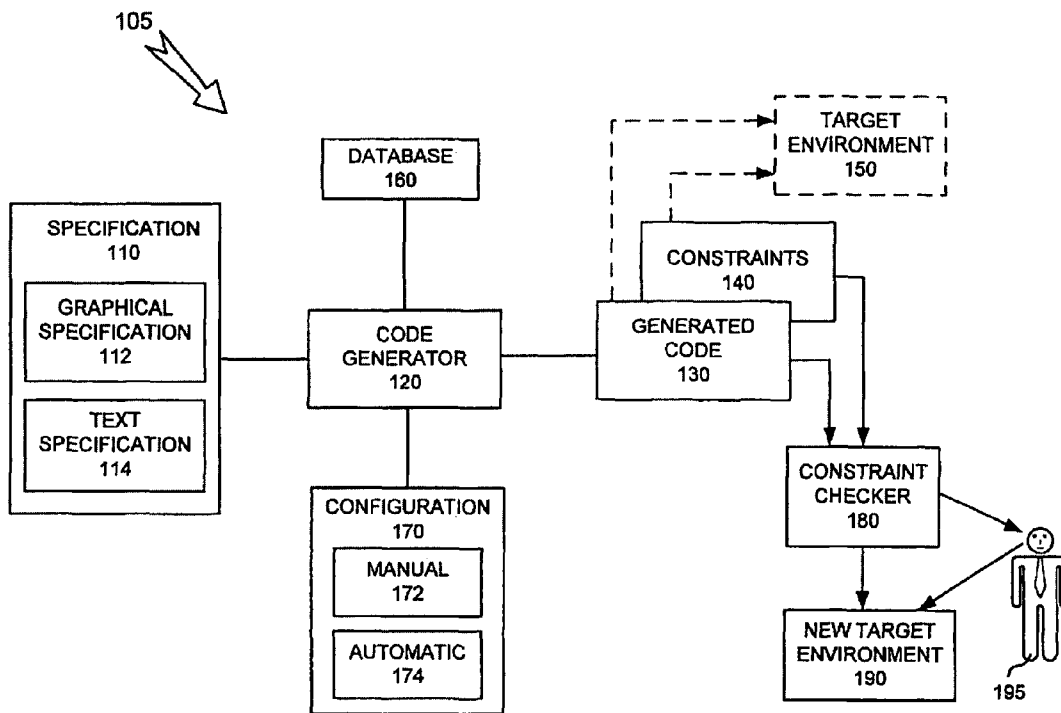 105
TARGET
ENVIRONMENT
150
DATABASE
160
SPECIFICATION
110
GRAPHICAL
SPECIFICATION
112
TEXT
SPECIFICATION
114
CODE
GENERATOR
120
CONSTRAINTS
140
GENERATED
CODE
130
CONFIGURATION
170
MANUAL
172
AUTOMATIC
174
CONSTRAINT
CHECKER
180
NEW TARGET
ENVIRONMENT
190
195